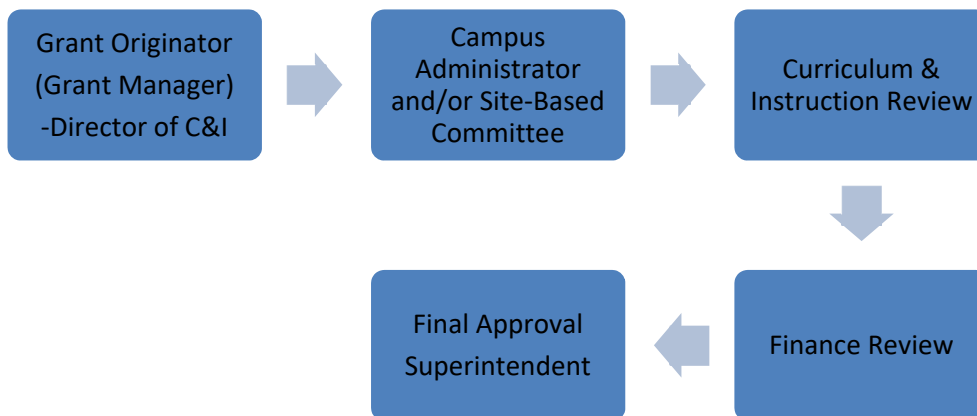 Grant Originator
(Grant Manager)
-Director of C&I
Campus
Administrator
and/or Site-Based
Committee
Curriculum &
Instruction Review
Finance Review
Final Approval
Superintendent